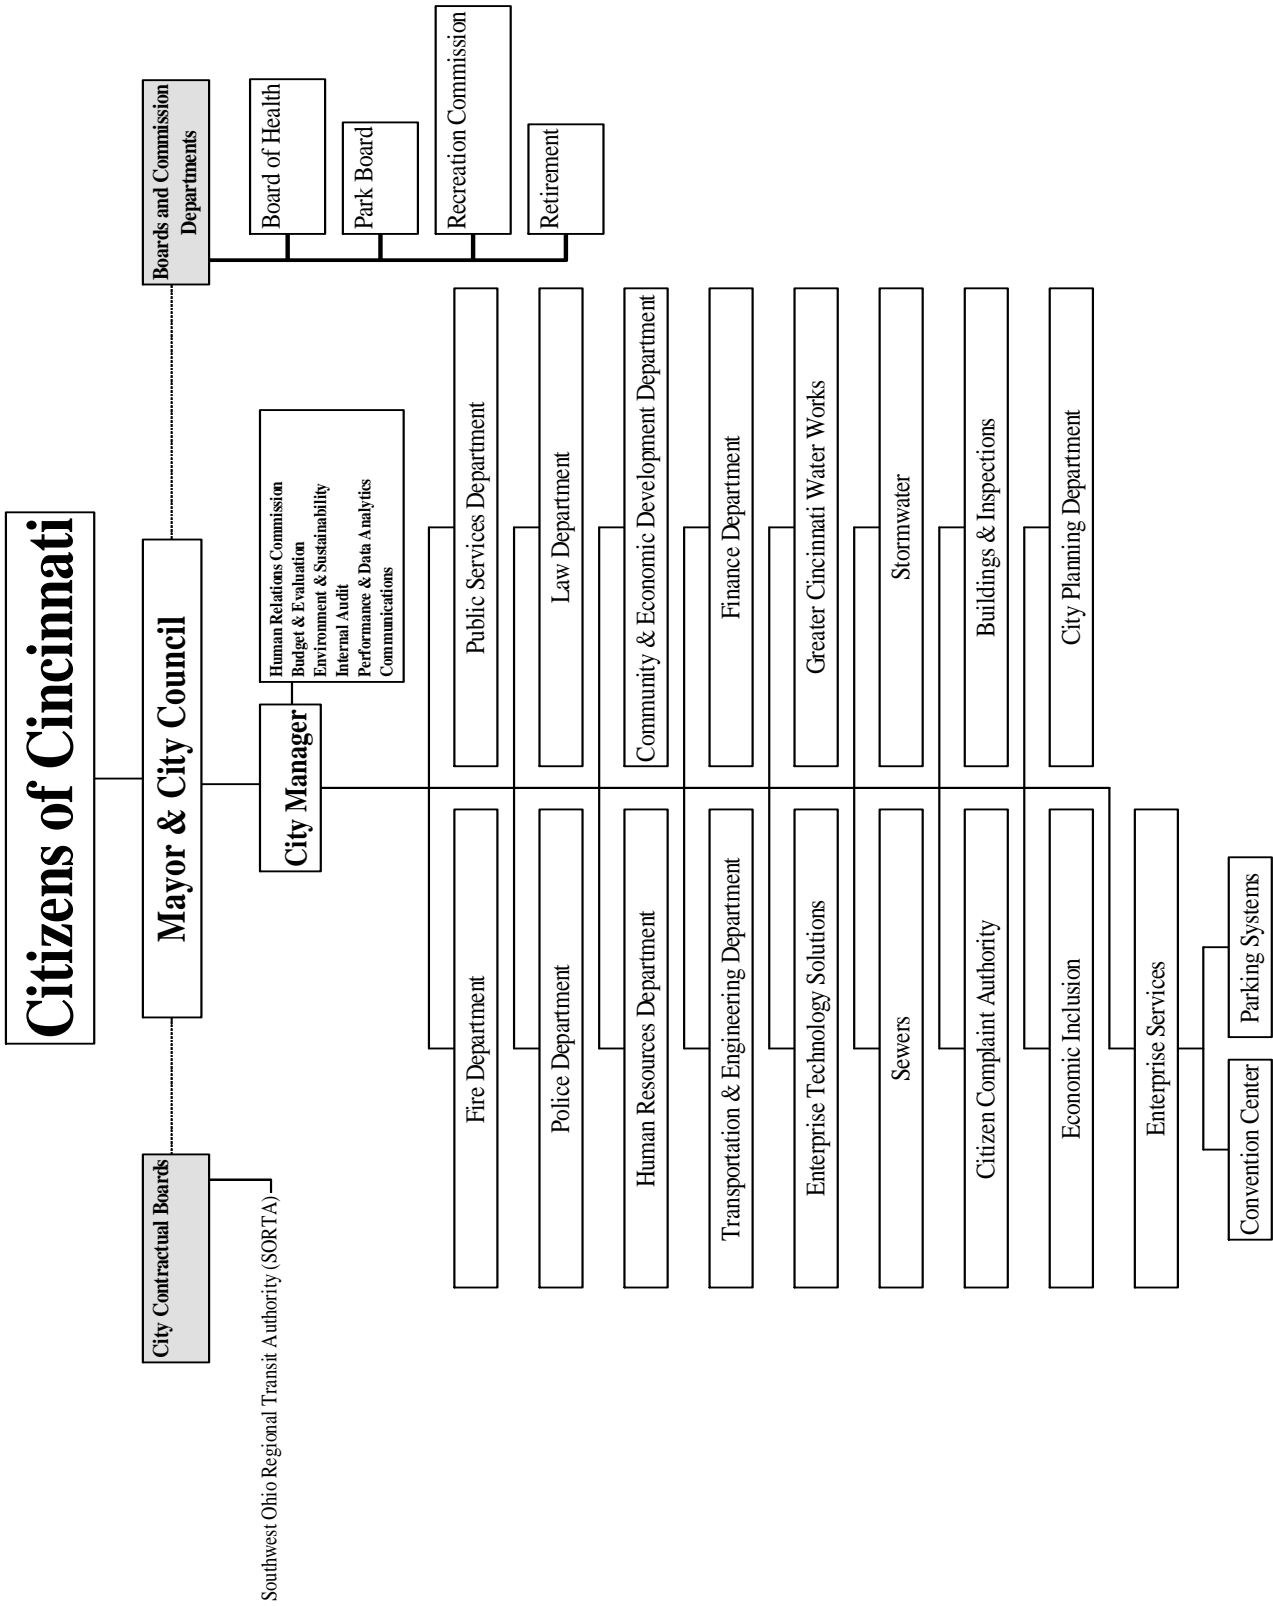 Citizens of Cincinnati
City Contractual Boards
Mayor & City Council
Boards and Commission
Departments
Southwest Ohio Regional Transit Authority (SORTA)
City Manager
Human Relations Commission
Budget & Evaluation
Environment & Sustainability
Internal Audit
Performance & Data Analytics
Communications
Board of Health
Park Board
Recreation Commission
Retirement
Fire Department
Public Services Department
Police Department
Law Department
Human Resources Department
Community & Economic Development Department
Transportation & Engineering Department
Finance Department
Enterprise Technology Solutions
Greater Cincinnati Water Works
Sewers
Stormwater
Citizen Complaint Authority
Buildings & Inspections
Economic Inclusion
City Planning Department
Enterprise Services
Convention Center
Parking Systems